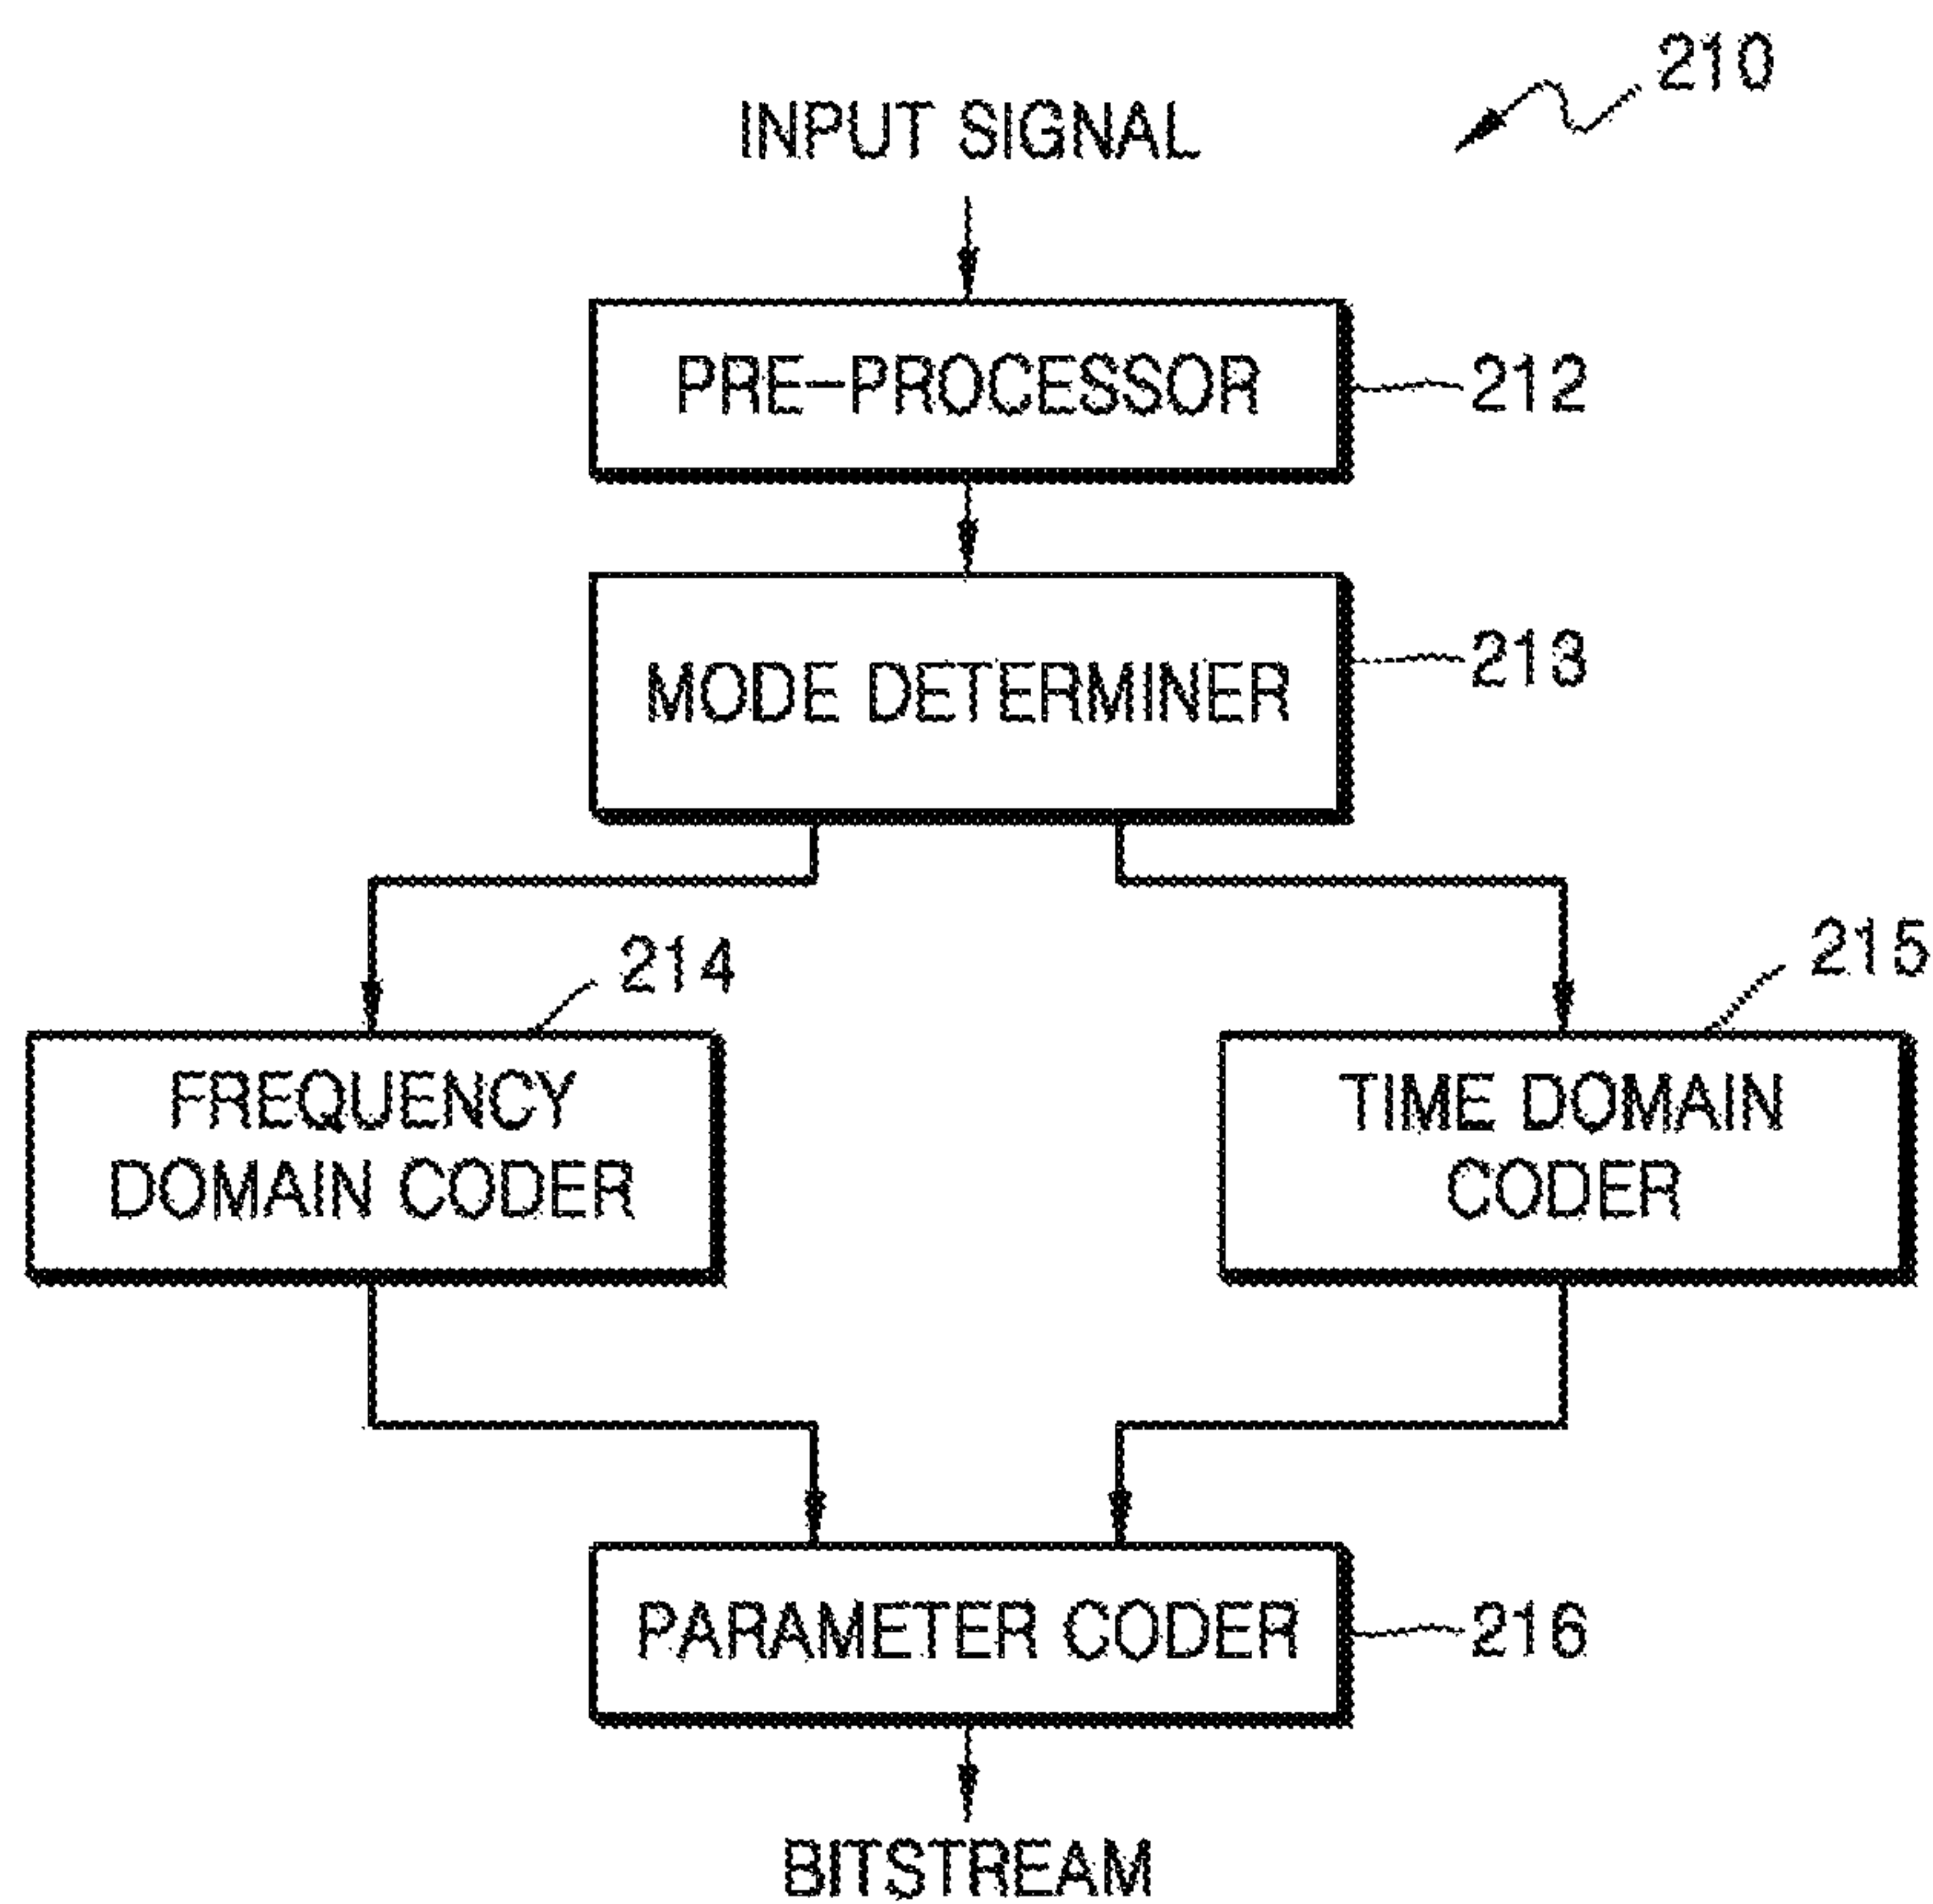 210
INPUT SIGNAL
PRE-PROCESSOR
212
MODE DETERMINER
213
214
215
FREQUENCY
DOMAIN CODER
TIME DOMAIN
CODER
PARAMETER CODER
216
BITSTREAM